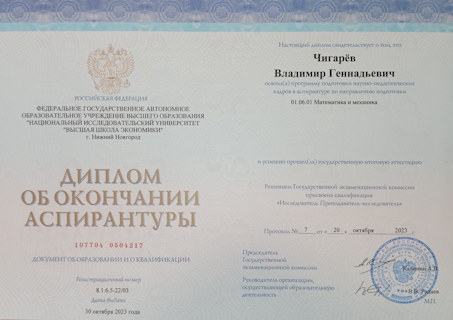 РОССИЙСКАЯ ФЕДЕРАЦИЯ
ФЕДЕРАЛЬНОЕ ГОСУДАРСТВЕННОЕ АВТОНОМНОЕ
ОБРАЗОВАТЕЛЬНОЕ УЧРЕЖДЕНИЕ ВЫСШЕГО ОБРАЗОВАНИЯ
"НАЦИОНАЛЬНЫЙ ИССЛЕДОВАТЕЛЬСКИЙ УНИВЕРСИТЕТ
"ВЫСШАЯ ШКОЛА ЭКОНОМИКИ"
г. Нижний Новгород
ДИПЛОМ
ОБ ОКОНЧАНИИ
АСПИРАНТУРЫ
107704 0504217
ДОКУМЕНТ ОБ ОБРАЗОВАНИИ И О КВАЛИФИКАЦИИ
Регистрационный номер
8.1.6.5-22/03
Дата выдачи
30 октября 2023 года
Настоящий диплом свидетельствует о том, что
Чигарёв
Владимир Геннадьевич
освоил(а) программу подготовки научно-педагогических
кадров в аспирантуре по направлению подготовки
01.06.01 Математика и механика
и успешно прошел(ла) государственную итоговую аттестацию
Решением Государственной экзаменационной комиссии
присвоена квалификация
«Исследователь. Преподаватель-исследователь»
Протокол № 7 от « 20 » октября 2023 г.
Председатель
Государственной
экзаменационной комиссии
Руководитель организации,
осуществляющей образовательную
деятельность
М.П.